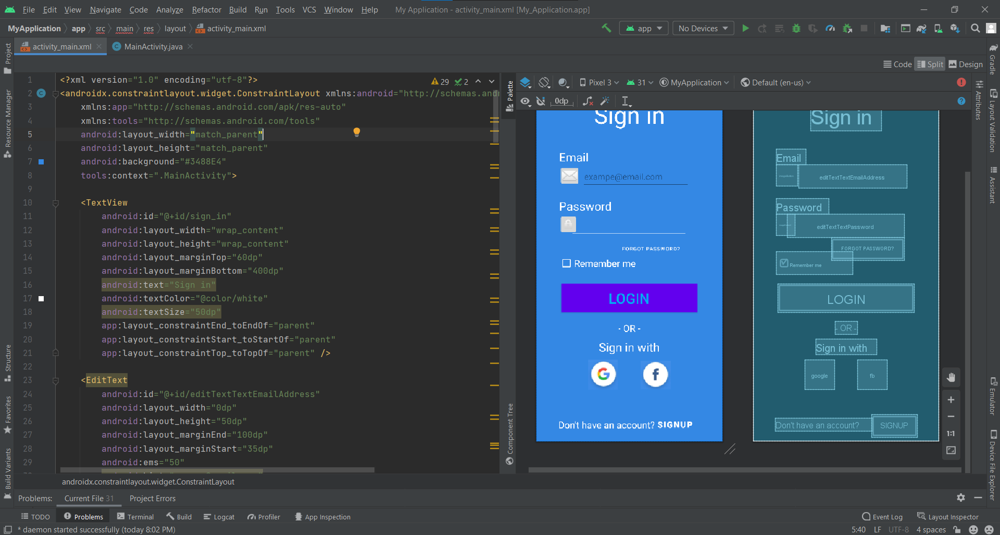 File Edit View Navigate Code Analyze Refactor Build Run Tools VCS Window Help My Application - activity_main.xml [My_Application.app]
MyApplication app src main res layout activity_main.xml
app No Devices
activity_main.xml MainActivity.java
Code Split Design
Project
Resource Manager
Structure
Favorites
Build Variants
29 2
1 <?xml version="1.0" encoding="utf-8"?>
2 <androidx.constraintlayout.widget.ConstraintLayout xmlns:android="http://schemas.and
3 xmlns:app="http://schemas.android.com/apk/res-auto"
4 xmlns:tools="http://schemas.android.com/tools"
5 android:layout_width="match_parent"
6 android:layout_height="match_parent"
7 android:background="#3488E4"
8 tools:context=".MainActivity">
9
10 <TextView
11 android:id="@+id/sign_in"
12 android:layout_width="wrap_content"
13 android:layout_height="wrap_content"
14 android:layout_marginTop="60dp"
15 android:layout_marginBottom="400dp"
16 android:text="Sign in"
17 android:textColor="@color/white"
18 android:textSize="50dp"
19 app:layout_constraintEnd_toEndOf="parent"
20 app:layout_constraintStart_toStartOf="parent"
21 app:layout_constraintTop_toTopOf="parent" />
22
23 <EditText
24 android:id="@+id/editTextTextEmailAddress"
25 android:layout_width="0dp"
26 android:layout_height="50dp"
27 android:layout_marginEnd="100dp"
28 android:layout_marginStart="35dp"
29 android:ems="50"
androidx.constraintlayout.widget.ConstraintLayout
Palette
Component Tree
Pixel 3 31 MyApplication Default (en-us)
0dp
Sign in
Email
exampe@email.com
Password
FORGOT PASSWORD?
Remember me
LOGIN
- OR -
Sign in with
G f
Don't have an account? SIGNUP
Sign in
Email
editTextTextEmailAddress
Password
editTextTextPassword
FORGOT PASSWORD?
Remember me
LOGIN
- OR -
Sign in with
google fb
Don't have an account? SIGNUP
1:1
Attributes
Gradle
Layout Validation
Assistant
Emulator
Device File Explorer
Problems: Current File 31 Project Errors
TODO Problems Terminal Build Logcat Profiler App Inspection Event Log Layout Inspector
* daemon started successfully (today 8:02 PM) 5:40 LF UTF-8 4 spaces